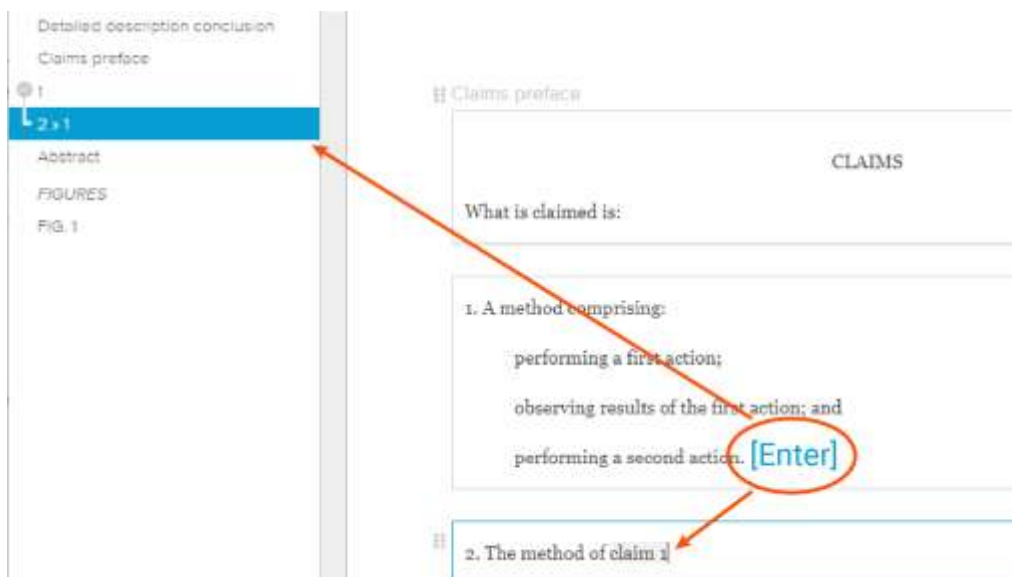 Detailed description conclusion
Claims preface
1
2 > 1
Abstract
FIGURES
FIG. 1
Claims preface
CLAIMS
What is claimed is:
1. A method comprising:
performing a first action;
observing results of the first action; and
performing a second action. [Enter]
2. The method of claim 1